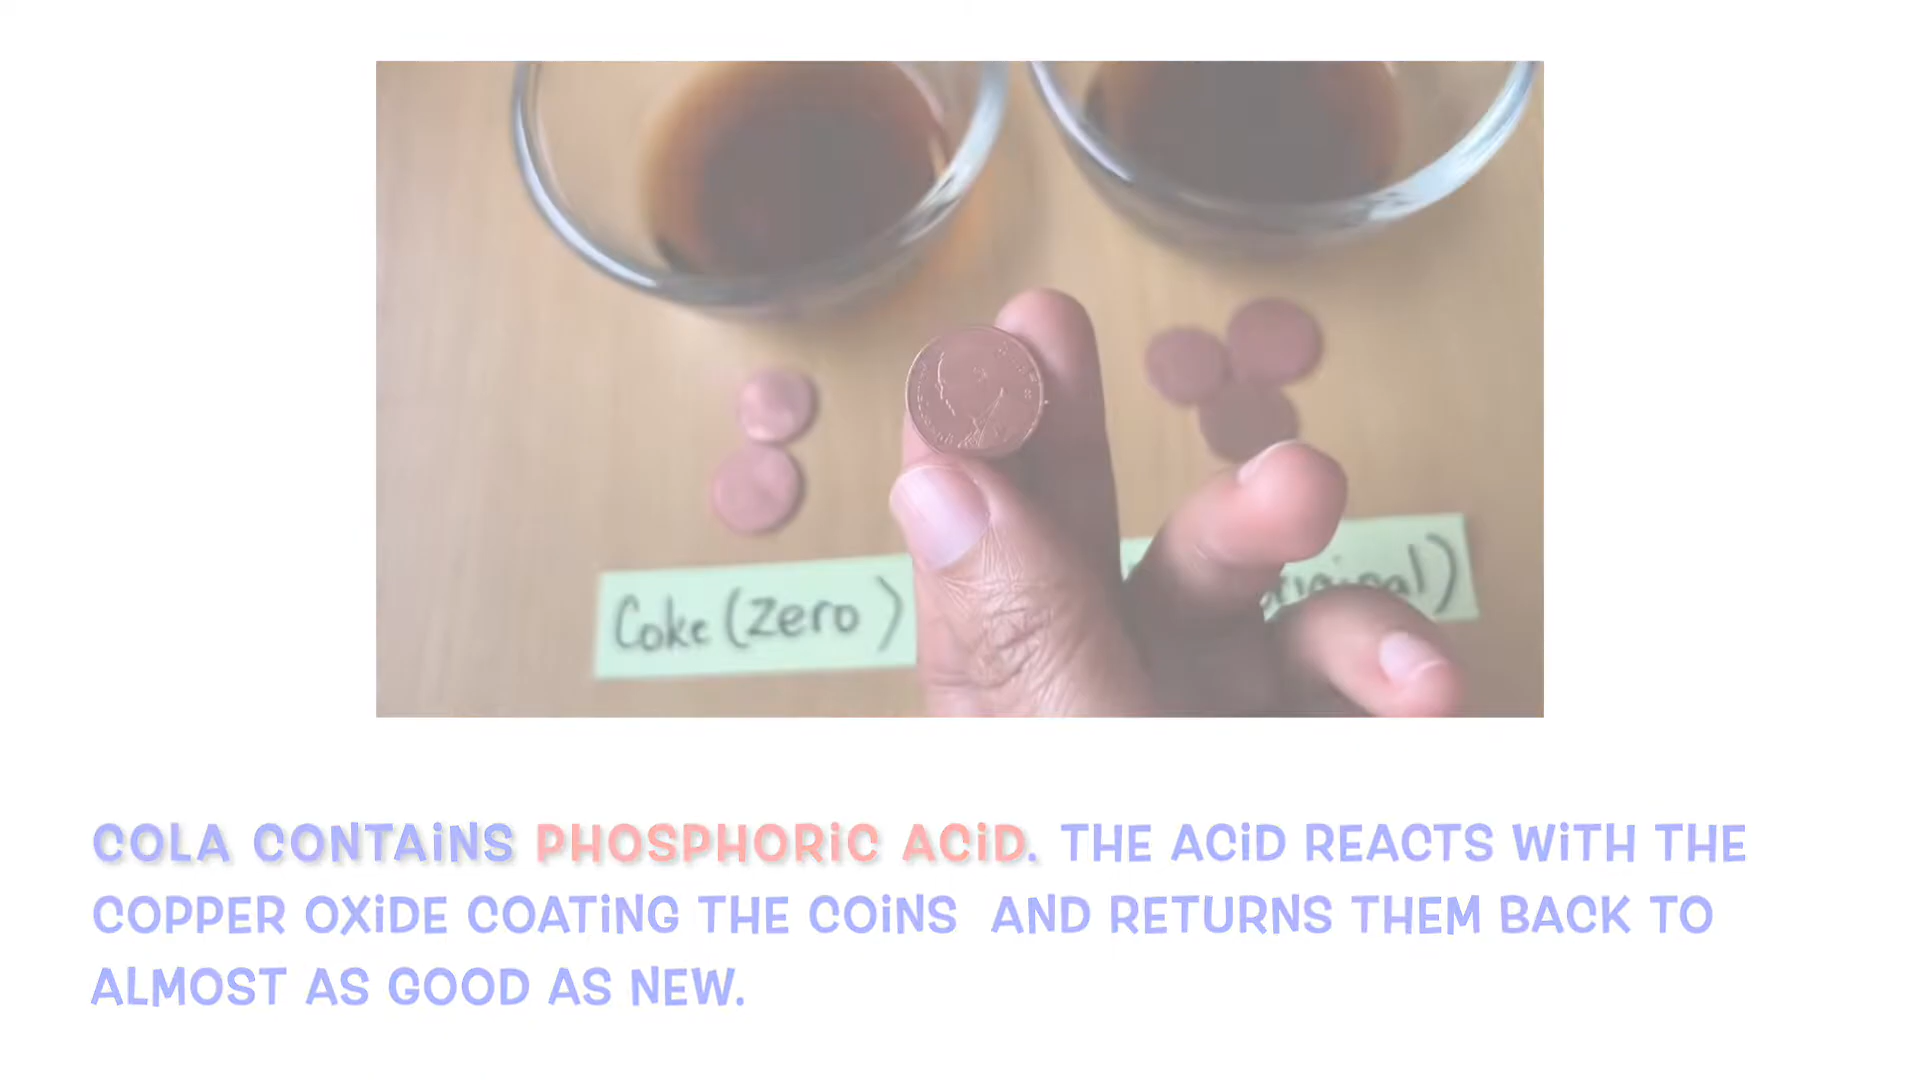 Coke (Zero)
COLA CONTAiNS PHOSPHORiC ACiD. THE ACiD REACTS WiTH THE
COPPER OXiDE COATiNG THE COiNS AND RETURNS THEM BACK TO
ALMOST AS GOOD AS NEW.